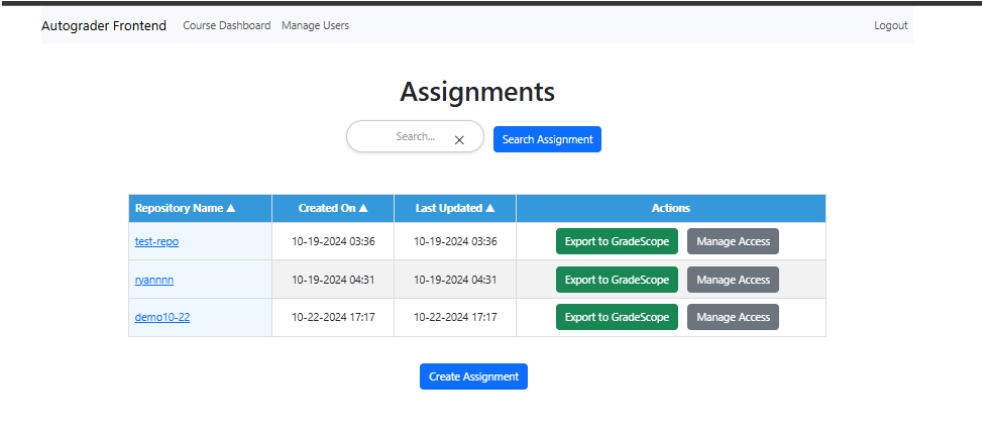 Autograder Frontend Course Dashboard Manage Users Logout
Assignments
Search... Search Assignment
Repository Name ▲ Created On ▲ Last Updated ▲ Actions
test-repo 10-19-2024 03:36 10-19-2024 03:36 Export to GradeScope Manage Access
ryannnn 10-19-2024 04:31 10-19-2024 04:31 Export to GradeScope Manage Access
demo10-22 10-22-2024 17:17 10-22-2024 17:17 Export to GradeScope Manage Access
Create Assignment